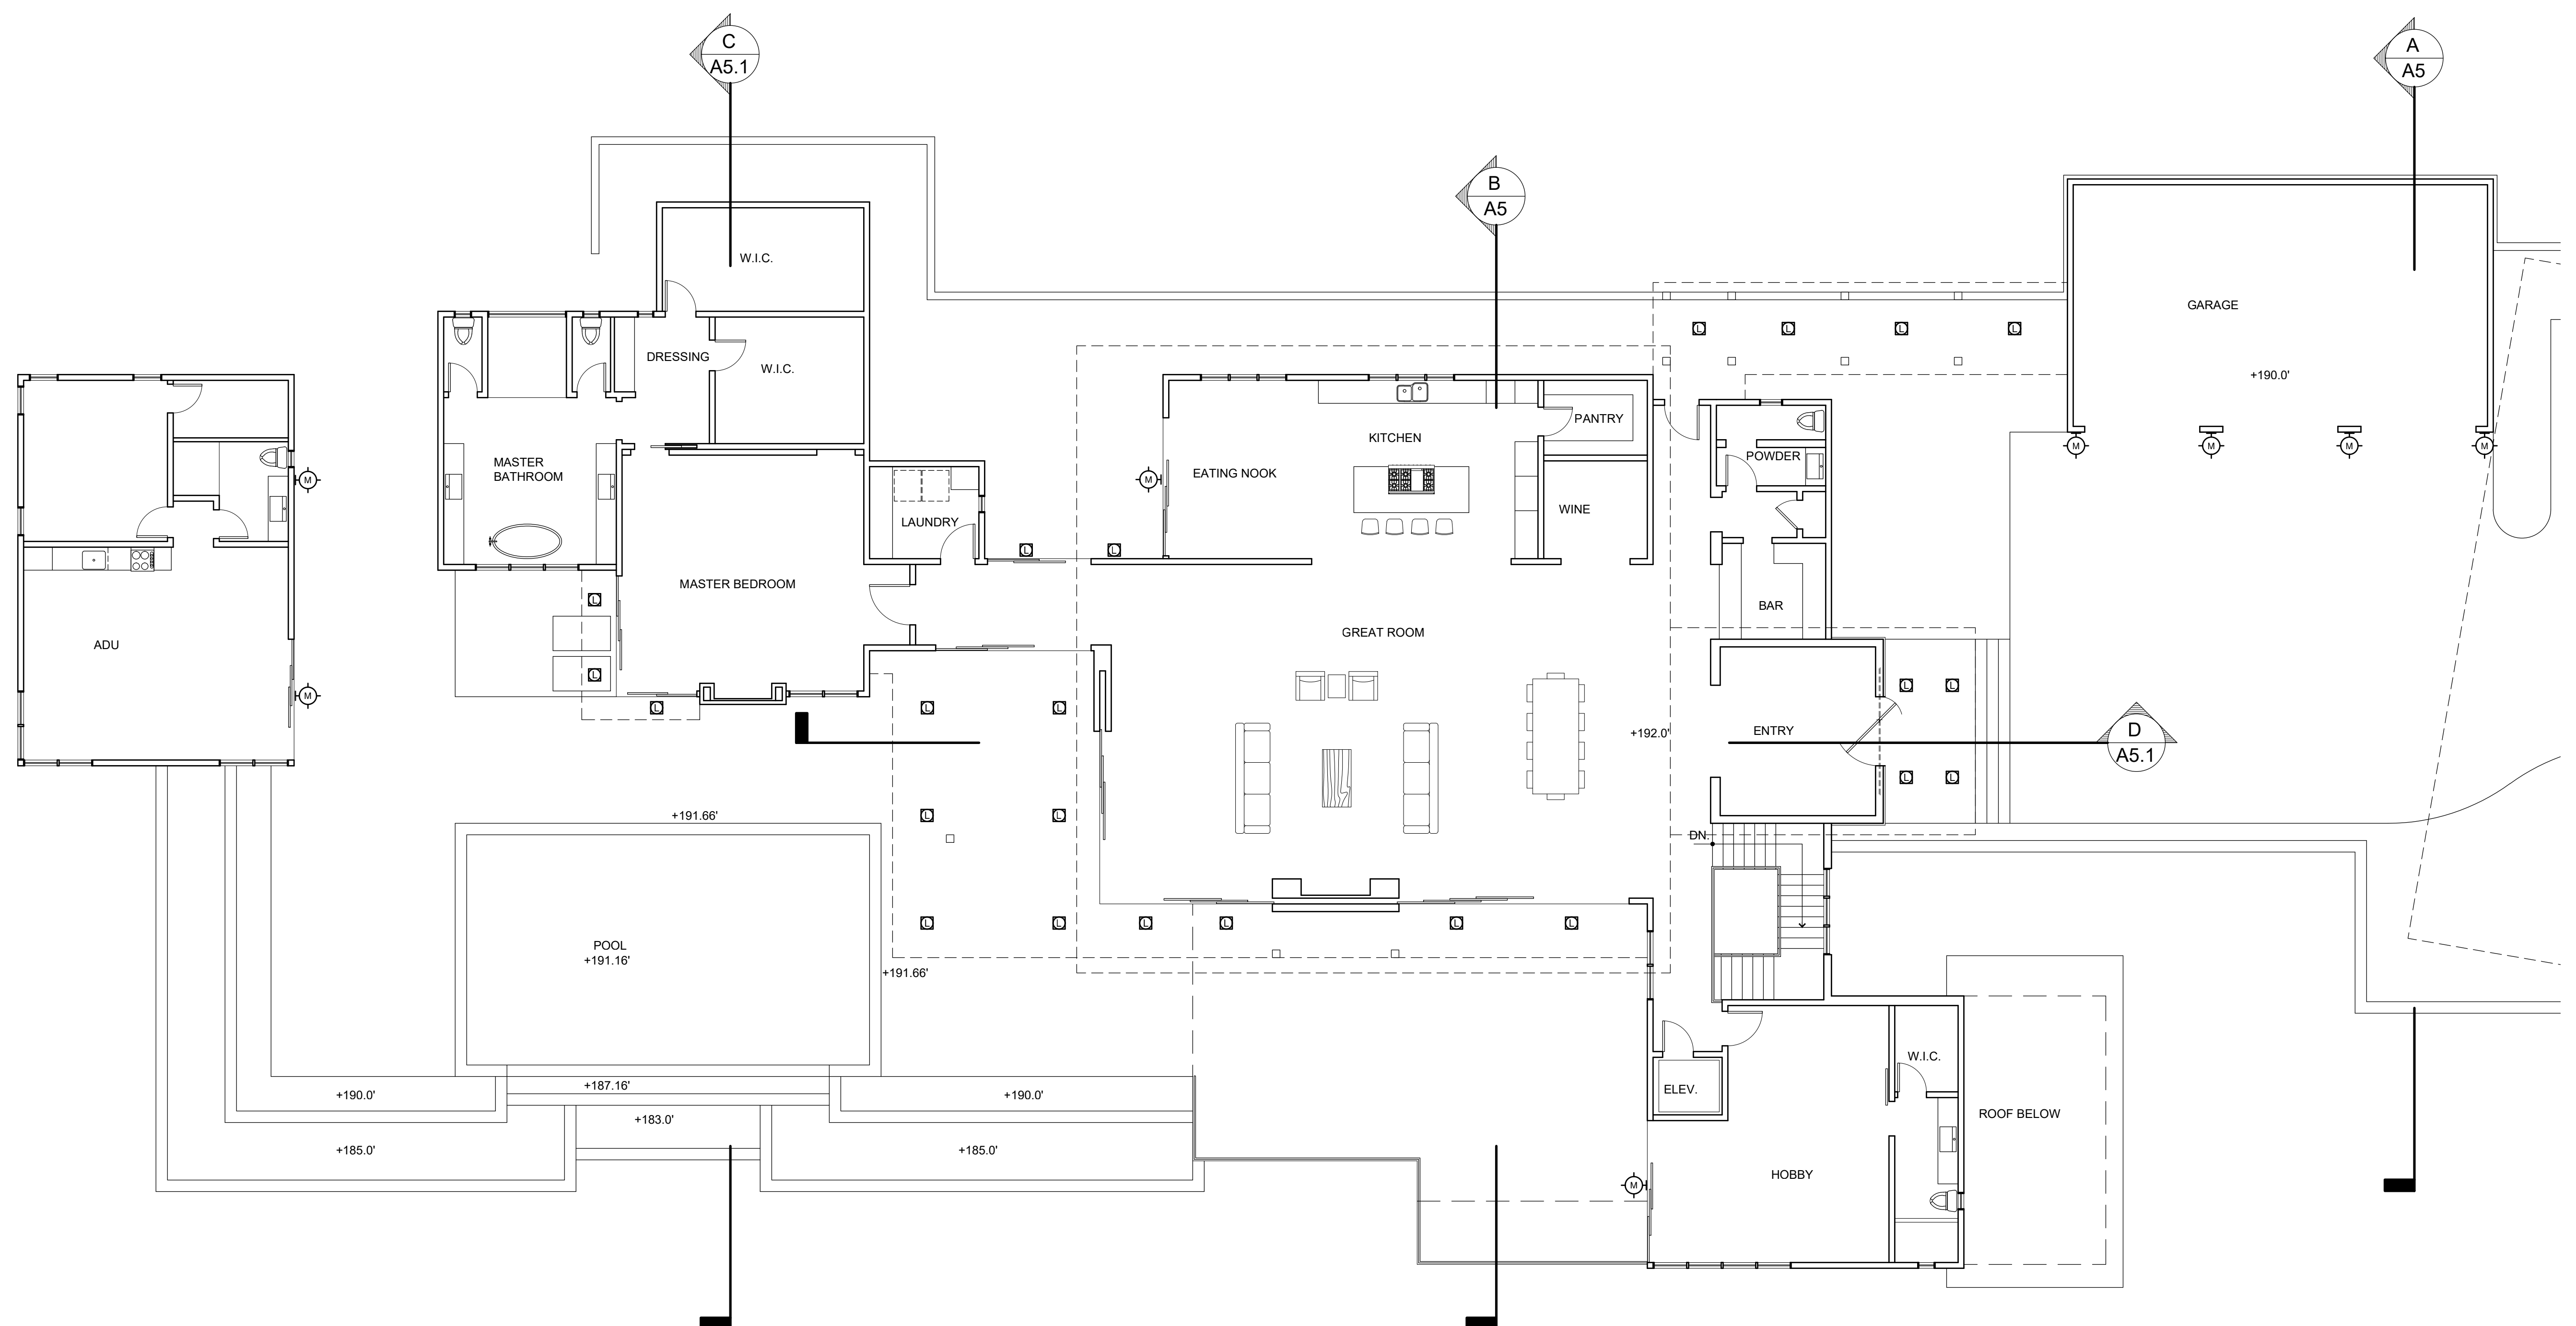 C
A5.1
A
A5
B
A5
W.I.C.
GARAGE
DRESSING
W.I.C.
+190.0'
PANTRY
KITCHEN
POWDER
MASTER
BATHROOM
EATING NOOK
M
M
M
M
M
M
WINE
LAUNDRY
L
L
L
L
L
L
MASTER BEDROOM
L
L
L
BAR
GREAT ROOM
ADU
M
L
L
L
L
ENTRY
+192.0'
D
A5.1
L
L
+191.66'
L
L
DN.
L
L
L
L
L
L
POOL
+191.16'
+191.66'
W.I.C.
+187.16'
+190.0'
+190.0'
ELEV.
ROOF BELOW
+183.0'
+185.0'
+185.0'
HOBBY
M